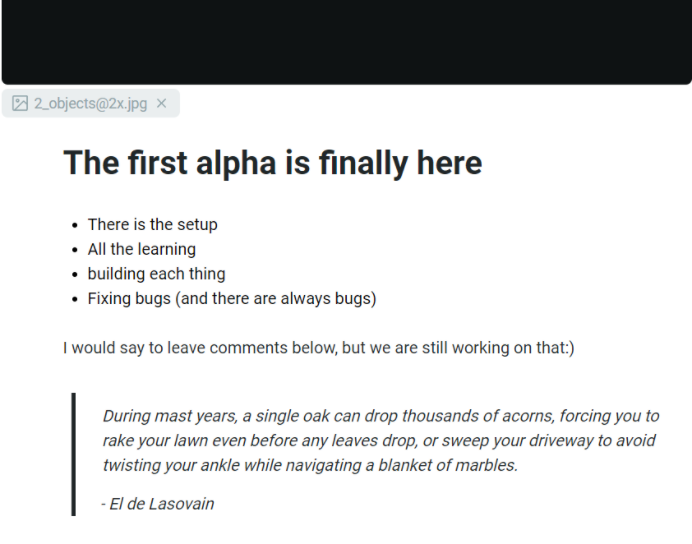 2_objects@2x.jpg
The first alpha is finally here
There is the setup
All the learning
building each thing
Fixing bugs (and there are always bugs)
I would say to leave comments below, but we are still working on that:)
During mast years, a single oak can drop thousands of acorns, forcing you to
rake your lawn even before any leaves drop, or sweep your driveway to avoid
twisting your ankle while navigating a blanket of marbles.
- El de Lasovain